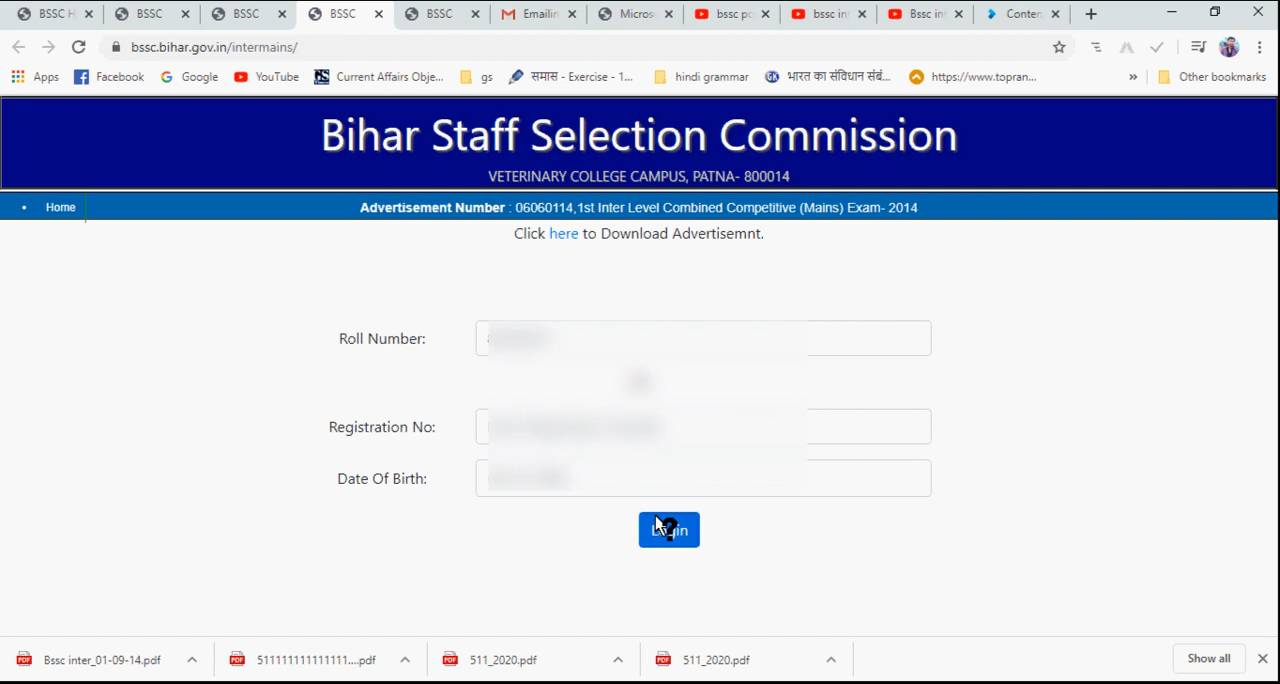 BSSC H
BSSC
BSSC
BSSC
BSSC
Emailin
Micros
bssc po
bssc in
Bssc in
Conten
bssc.bihar.gov.in/intermains/
Apps
Facebook
Google
YouTube
Current Affairs Obje...
gs
समास - Exercise - 1...
hindi grammar
भारत का संविधान संबं...
https://www.topran...
»
Other bookmarks
Bihar Staff Selection Commission
VETERINARY COLLEGE CAMPUS, PATNA- 800014
• Home
Advertisement Number : 06060114,1st Inter Level Combined Competitive (Mains) Exam- 2014
Click here to Download Advertisemnt.
Roll Number:
Registration No:
Date Of Birth:
Login
Bssc inter_01-09-14.pdf
511111111111111....pdf
511_2020.pdf
511_2020.pdf
Show all